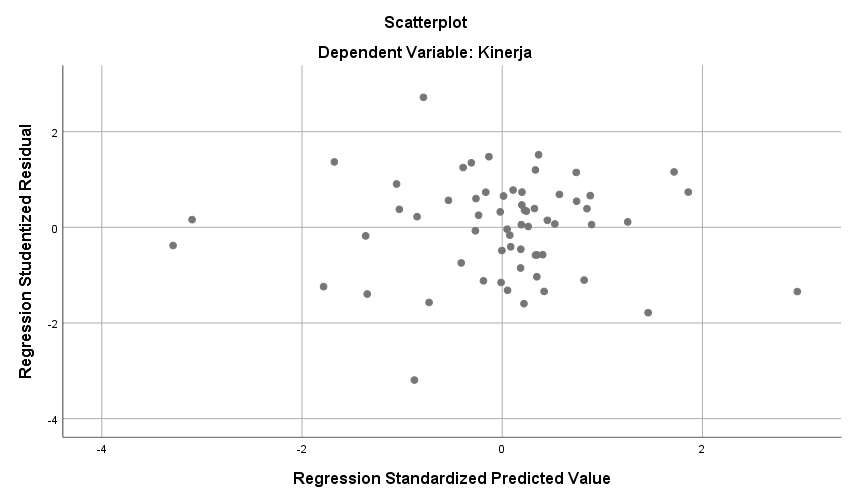 Scatterplot
Dependent Variable: Kinerja
Regression Studentized Residual
2
0
-2
-4
-4
-2
0
2
Regression Standardized Predicted Value